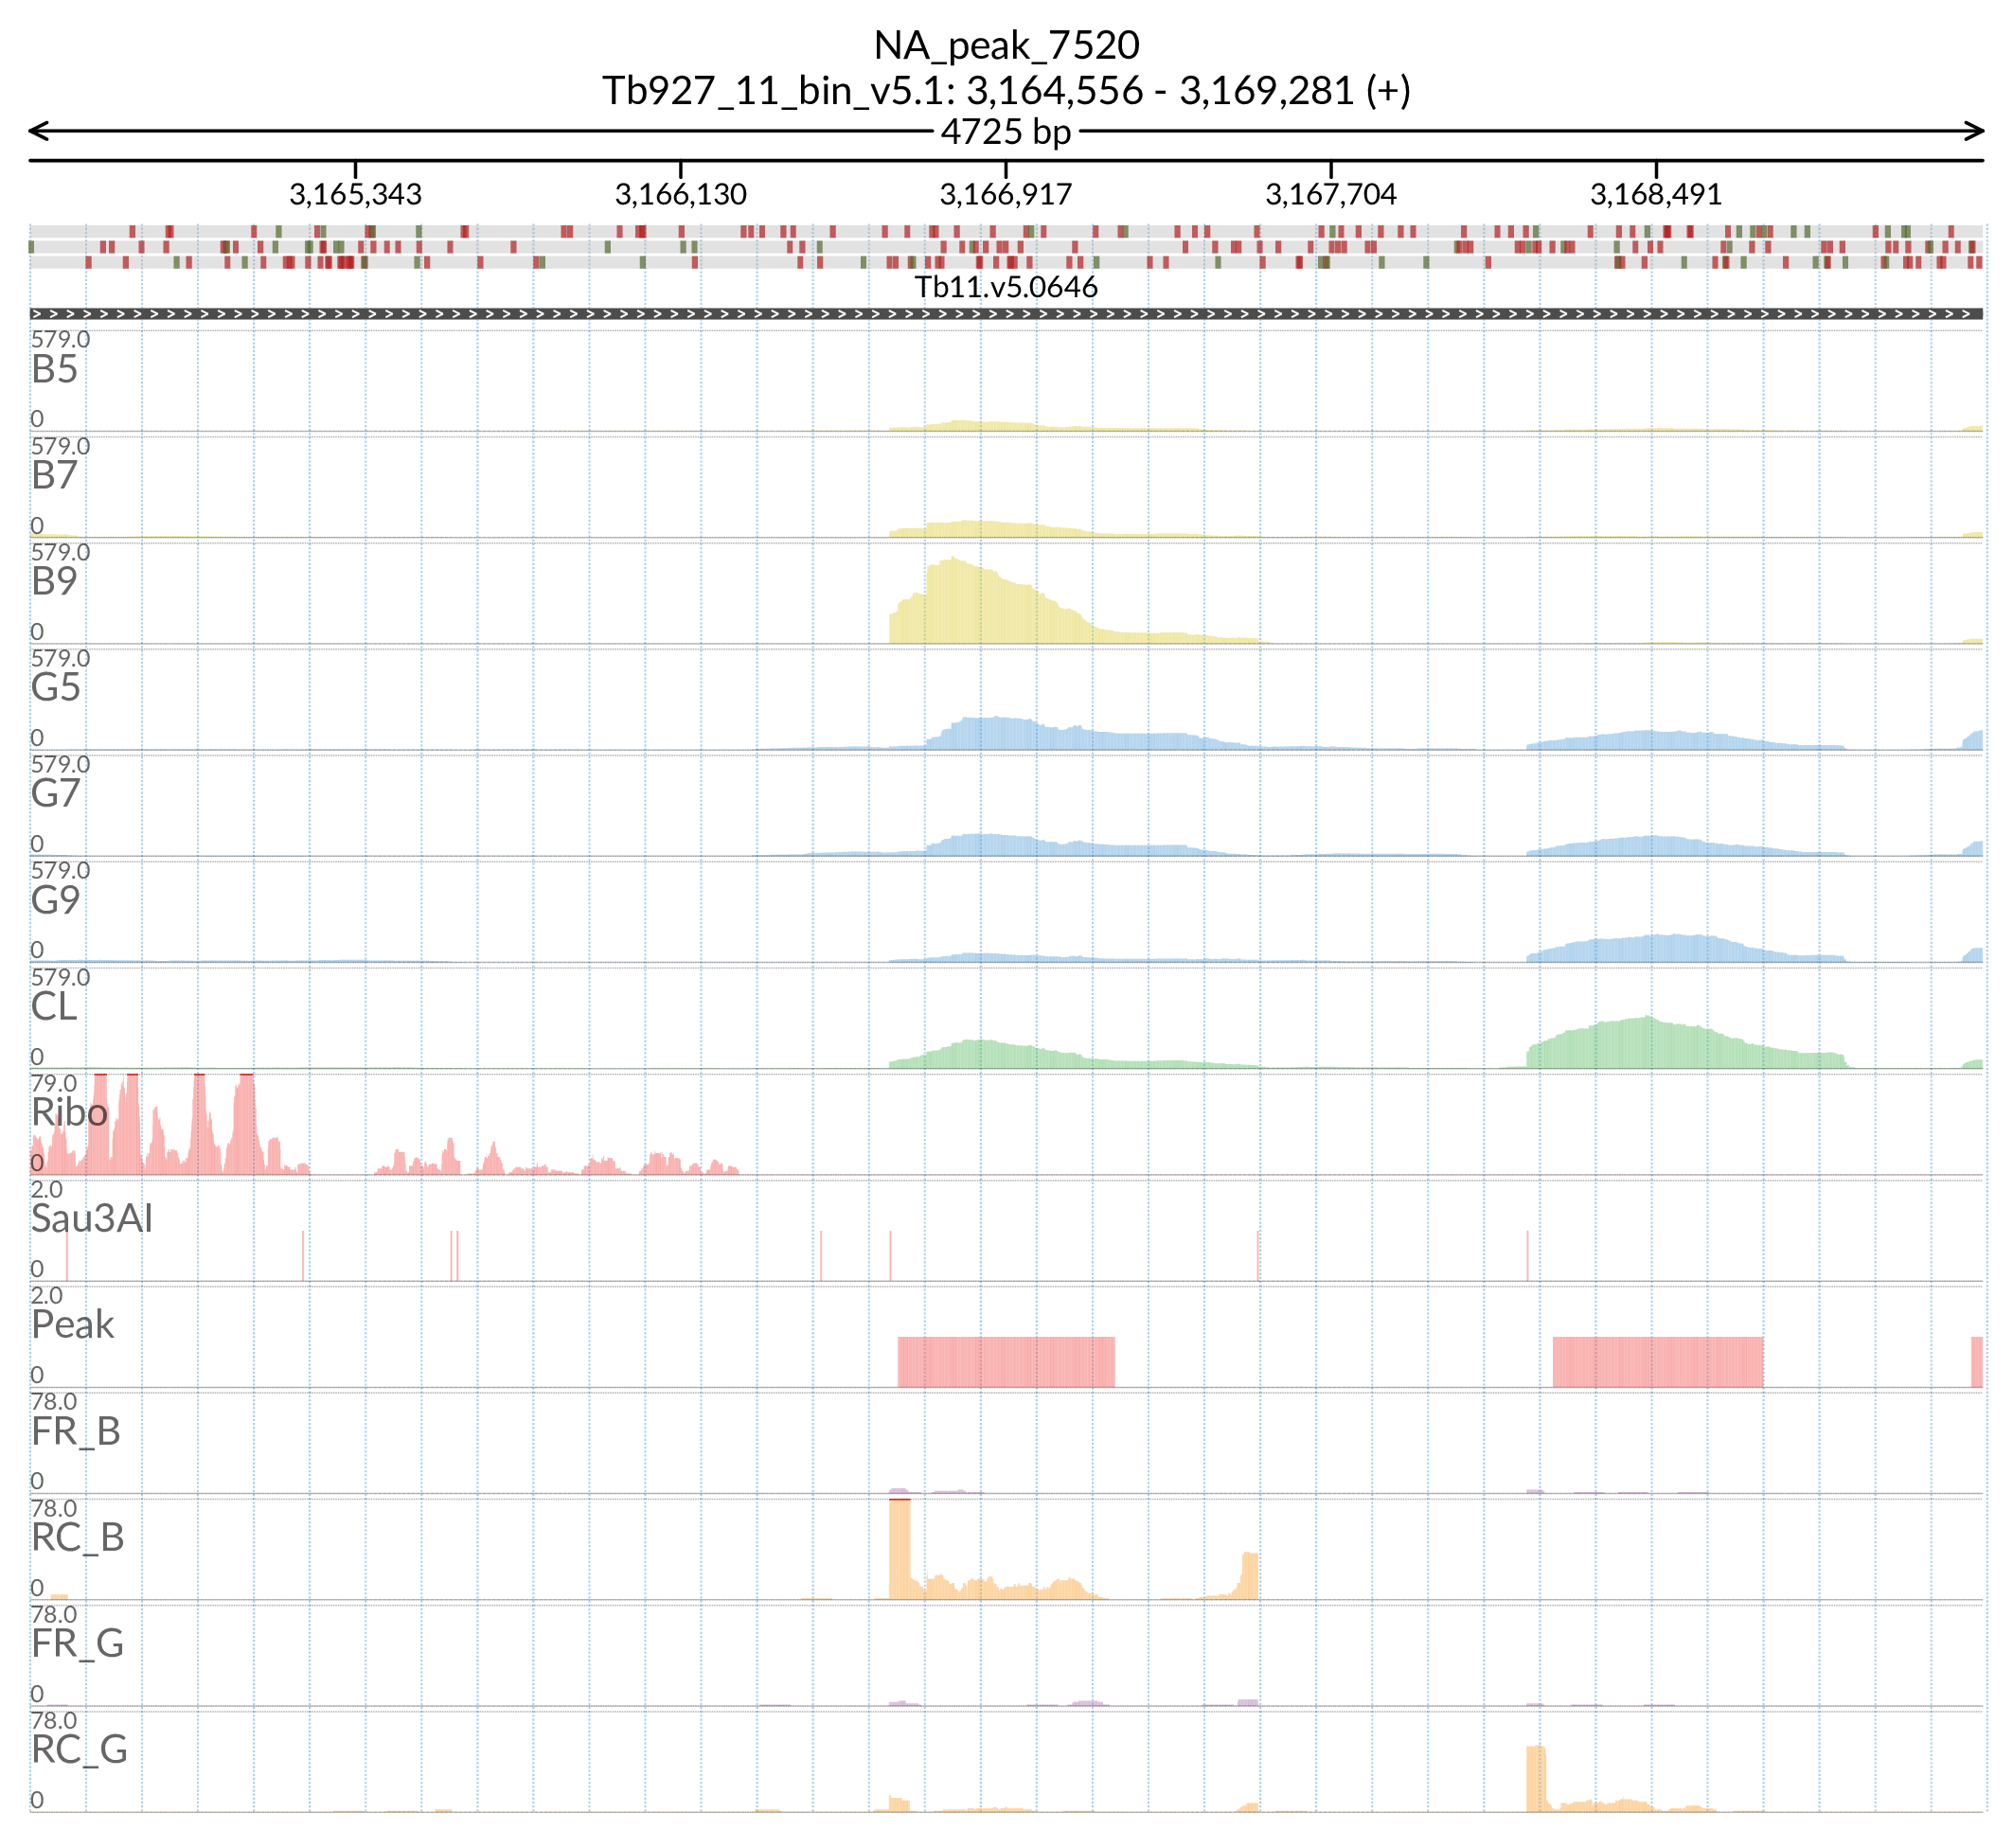 NA_peak_7520
Tb927_11_bin_v5.1: 3,164,556 - 3,169,281 (+)
4725 bp
3,165,343 3,166,130 3,166,917 3,167,704 3,168,491
Tb11.v5.0646
579.0
B5
0
579.0
B7
0
579.0
B9
0
579.0
G5
0
579.0
G7
0
579.0
G9
0
579.0
CL
0
79.0
Ribo
0
2.0
Sau3AI
0
2.0
Peak
0
78.0
FR_B
0
78.0
RC_B
0
78.0
FR_G
0
78.0
RC_G
0